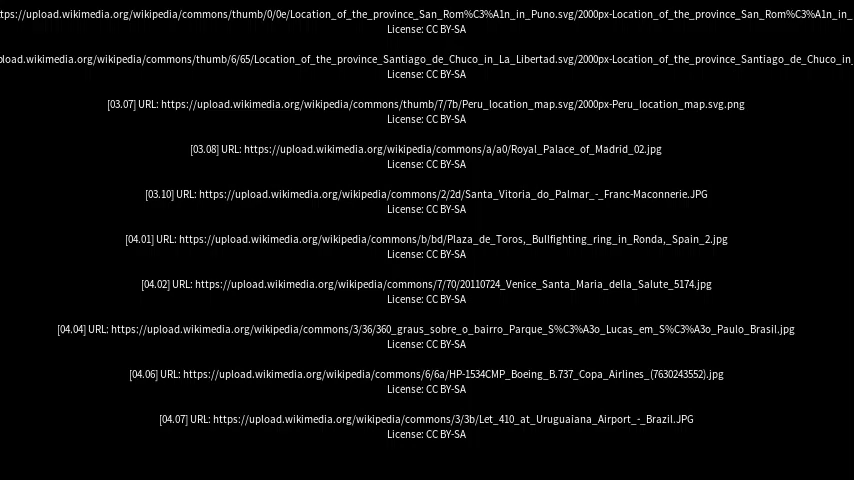 tps://upload.wikimedia.org/wikipedia/commons/thumb/0/0e/Location_of_the_province_San_Rom%C3%A1n_in_Puno.svg/2000px-Location_of_the_province_San_Rom%C3%A1n_in_
License: CC BY-SA
pload.wikimedia.org/wikipedia/commons/thumb/6/65/Location_of_the_province_Santiago_de_Chuco_in_La_Libertad.svg/2000px-Location_of_the_province_Santiago_de_Chuco_in_
License: CC BY-SA
[03.07] URL: https://upload.wikimedia.org/wikipedia/commons/thumb/7/7b/Peru_location_map.svg/2000px-Peru_location_map.svg.png
License: CC BY-SA
[03.08] URL: https://upload.wikimedia.org/wikipedia/commons/a/a0/Royal_Palace_of_Madrid_02.jpg
License: CC BY-SA
[03.10] URL: https://upload.wikimedia.org/wikipedia/commons/2/2d/Santa_Vitoria_do_Palmar_-_Franc-Maconnerie.JPG
License: CC BY-SA
[04.01] URL: https://upload.wikimedia.org/wikipedia/commons/b/bd/Plaza_de_Toros,_Bullfighting_ring_in_Ronda,_Spain_2.jpg
License: CC BY-SA
[04.02] URL: https://upload.wikimedia.org/wikipedia/commons/7/70/20110724_Venice_Santa_Maria_della_Salute_5174.jpg
License: CC BY-SA
[04.04] URL: https://upload.wikimedia.org/wikipedia/commons/3/36/360_graus_sobre_o_bairro_Parque_S%C3%A3o_Lucas_em_S%C3%A3o_Paulo_Brasil.jpg
License: CC BY-SA
[04.06] URL: https://upload.wikimedia.org/wikipedia/commons/6/6a/HP-1534CMP_Boeing_B.737_Copa_Airlines_(7630243552).jpg
License: CC BY-SA
[04.07] URL: https://upload.wikimedia.org/wikipedia/commons/3/3b/Let_410_at_Uruguaiana_Airport_-_Brazil.JPG
License: CC BY-SA